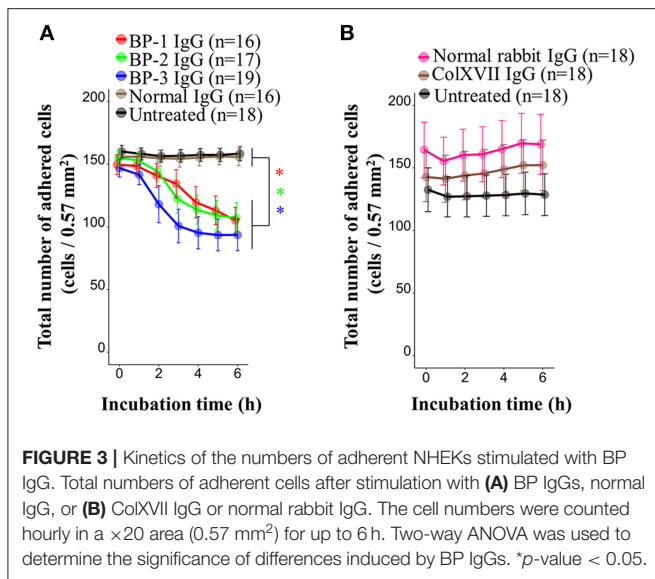 A
BP-1 IgG (n=16)
BP-2 IgG (n=17)
BP-3 IgG (n=19)
Normal IgG (n=16)
Untreated (n=18)
Total number of adhered cells
(cells / 0.57 mm²)
200
150
100
50
0
* 
* 
* 
0 2 4 6
Incubation time (h)
B
Normal rabbit IgG (n=18)
ColXVII IgG (n=18)
Untreated (n=18)
Total number of adhered cells
(cells / 0.57 mm²)
200
150
100
50
0
0 2 4 6
Incubation time (h)
FIGURE 3 | Kinetics of the numbers of adherent NHEKs stimulated with BP
IgG. Total numbers of adherent cells after stimulation with (A) BP IgGs, normal
IgG, or (B) ColXVII IgG or normal rabbit IgG. The cell numbers were counted
hourly in a ×20 area (0.57 mm²) for up to 6 h. Two-way ANOVA was used to
determine the significance of differences induced by BP IgGs. *p-value < 0.05.